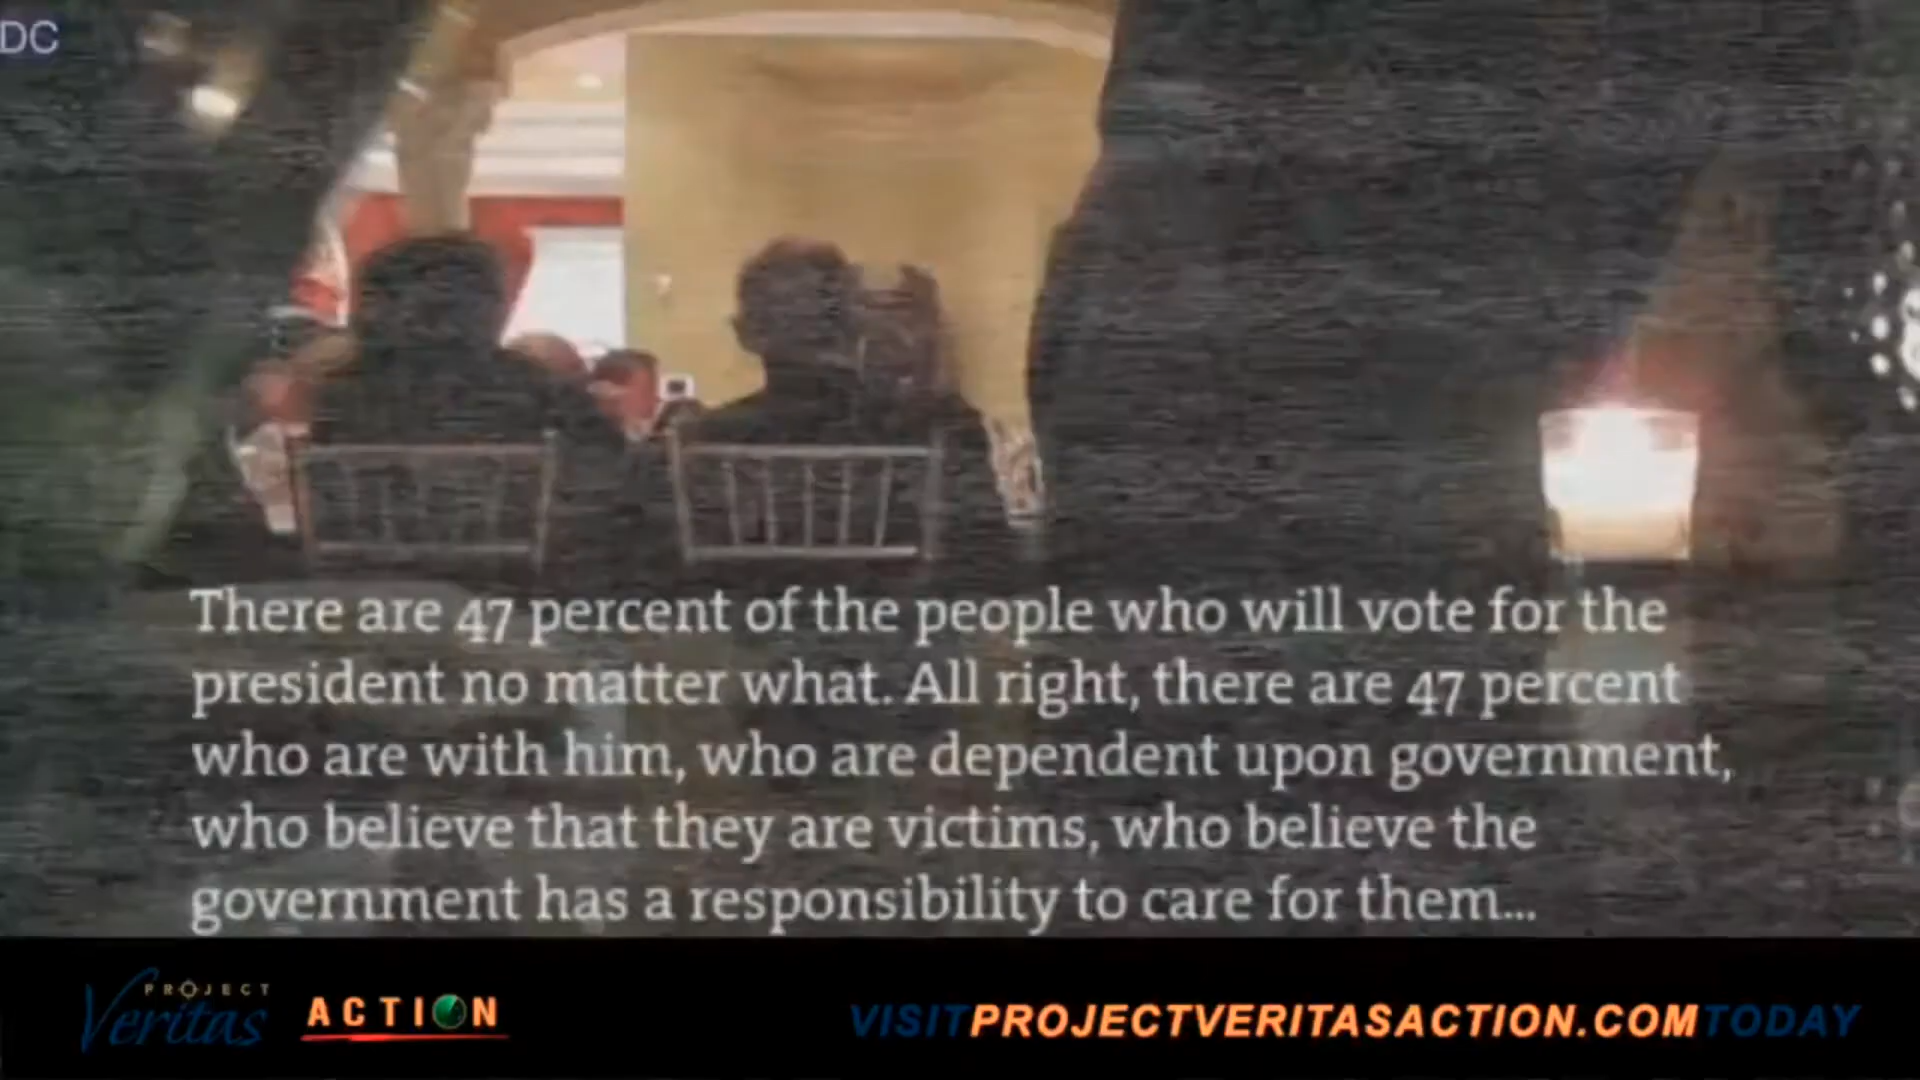 DC
There are 47 percent of the people who will vote for the
president no matter what. All right, there are 47 percent
who are with him, who are dependent upon government,
who believe that they are victims, who believe the
government has a responsibility to care for them...
PROJECT
Veritas ACTION
VISITPROJECTVERITASACTION.COMTODAY